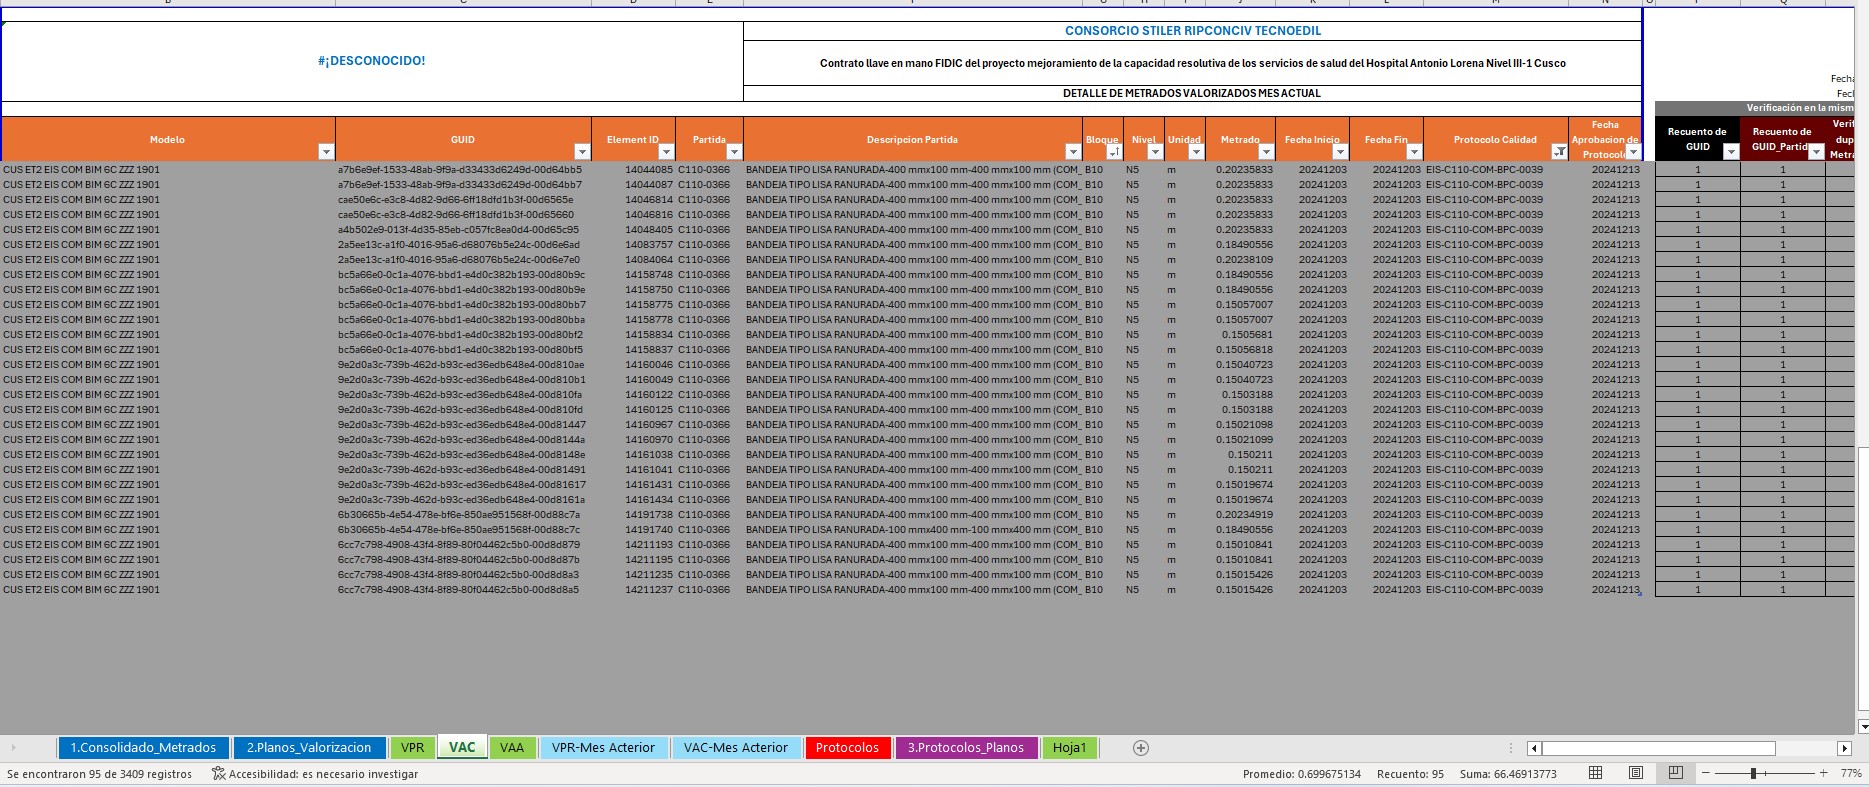 #¡DESCONOCIDO!
CONSORCIO STILER RIPCONCIV TECNOEDIL
Contrato llave en mano FIDIC del proyecto mejoramiento de la capacidad resolutiva de los servicios de salud del Hospital Antonio Lorena Nivel III-1 Cusco
DETALLE DE METRADOS VALORIZADOS MES ACTUAL
Verificación en la mism
Modelo GUID Element ID Partida Descripcion Partida Bloque Nivel Unidad Metrado Fecha Inicio Fecha Fin Protocolo Calidad Fecha Aprobacion de Protocolo Recuento de GUID Recuento de GUID_Partid
CUS ET2 EIS COM BIM 6C ZZZ 1901 a7b6e9ef-1533-48ab-9f9a-d33433d6249d-00d64bb5 14044085 C110-0366 BANDEJA TIPO LISA RANURADA-400 mmx100 mm-400 mmx100 mm (COM_ B10 N5 m 0.20235833 20241203 20241203 EIS-C110-COM-BPC-0039 20241213 1 1
CUS ET2 EIS COM BIM 6C ZZZ 1901 a7b6e9ef-1533-48ab-9f9a-d33433d6249d-00d64bb7 14044087 C110-0366 BANDEJA TIPO LISA RANURADA-400 mmx100 mm-400 mmx100 mm (COM_ B10 N5 m 0.20235833 20241203 20241203 EIS-C110-COM-BPC-0039 20241213 1 1
CUS ET2 EIS COM BIM 6C ZZZ 1901 cae50e6c-e3c8-4d82-9d66-6ff18dfd1b3f-00d6565e 14046814 C110-0366 BANDEJA TIPO LISA RANURADA-400 mmx100 mm-400 mmx100 mm (COM_ B10 N5 m 0.20235833 20241203 20241203 EIS-C110-COM-BPC-0039 20241213 1 1
CUS ET2 EIS COM BIM 6C ZZZ 1901 cae50e6c-e3c8-4d82-9d66-6ff18dfd1b3f-00d65660 14046816 C110-0366 BANDEJA TIPO LISA RANURADA-400 mmx100 mm-400 mmx100 mm (COM_ B10 N5 m 0.20235833 20241203 20241203 EIS-C110-COM-BPC-0039 20241213 1 1
CUS ET2 EIS COM BIM 6C ZZZ 1901 a4b502e9-013f-4d35-85eb-c057fc8ea0d4-00d65c95 14048405 C110-0366 BANDEJA TIPO LISA RANURADA-400 mmx100 mm-400 mmx100 mm (COM_ B10 N5 m 0.20235833 20241203 20241203 EIS-C110-COM-BPC-0039 20241213 1 1
CUS ET2 EIS COM BIM 6C ZZZ 1901 2a5ee13c-a1f0-4016-95a6-d68076b5e24c-00d6e6ad 14083757 C110-0366 BANDEJA TIPO LISA RANURADA-400 mmx100 mm-400 mmx100 mm (COM_ B10 N5 m 0.18490556 20241203 20241203 EIS-C110-COM-BPC-0039 20241213 1 1
CUS ET2 EIS COM BIM 6C ZZZ 1901 2a5ee13c-a1f0-4016-95a6-d68076b5e24c-00d6e7e0 14084064 C110-0366 BANDEJA TIPO LISA RANURADA-400 mmx100 mm-400 mmx100 mm (COM_ B10 N5 m 0.20238109 20241203 20241203 EIS-C110-COM-BPC-0039 20241213 1 1
CUS ET2 EIS COM BIM 6C ZZZ 1901 bc5a66e0-0c1a-4076-bbd1-e4d0c382b193-00d80b9c 14158748 C110-0366 BANDEJA TIPO LISA RANURADA-400 mmx100 mm-400 mmx100 mm (COM_ B10 N5 m 0.18490556 20241203 20241203 EIS-C110-COM-BPC-0039 20241213 1 1
CUS ET2 EIS COM BIM 6C ZZZ 1901 bc5a66e0-0c1a-4076-bbd1-e4d0c382b193-00d80b9e 14158750 C110-0366 BANDEJA TIPO LISA RANURADA-400 mmx100 mm-400 mmx100 mm (COM_ B10 N5 m 0.18490556 20241203 20241203 EIS-C110-COM-BPC-0039 20241213 1 1
CUS ET2 EIS COM BIM 6C ZZZ 1901 bc5a66e0-0c1a-4076-bbd1-e4d0c382b193-00d80bb7 14158775 C110-0366 BANDEJA TIPO LISA RANURADA-400 mmx100 mm-400 mmx100 mm (COM_ B10 N5 m 0.15057007 20241203 20241203 EIS-C110-COM-BPC-0039 20241213 1 1
CUS ET2 EIS COM BIM 6C ZZZ 1901 bc5a66e0-0c1a-4076-bbd1-e4d0c382b193-00d80bba 14158778 C110-0366 BANDEJA TIPO LISA RANURADA-400 mmx100 mm-400 mmx100 mm (COM_ B10 N5 m 0.15057007 20241203 20241203 EIS-C110-COM-BPC-0039 20241213 1 1
CUS ET2 EIS COM BIM 6C ZZZ 1901 bc5a66e0-0c1a-4076-bbd1-e4d0c382b193-00d80bf2 14158834 C110-0366 BANDEJA TIPO LISA RANURADA-400 mmx100 mm-400 mmx100 mm (COM_ B10 N5 m 0.1505681 20241203 20241203 EIS-C110-COM-BPC-0039 20241213 1 1
CUS ET2 EIS COM BIM 6C ZZZ 1901 bc5a66e0-0c1a-4076-bbd1-e4d0c382b193-00d80bf5 14158837 C110-0366 BANDEJA TIPO LISA RANURADA-400 mmx100 mm-400 mmx100 mm (COM_ B10 N5 m 0.15056818 20241203 20241203 EIS-C110-COM-BPC-0039 20241213 1 1
CUS ET2 EIS COM BIM 6C ZZZ 1901 9e2d0a3c-739b-462d-b93c-ed36edb648e4-00d810ae 14160046 C110-0366 BANDEJA TIPO LISA RANURADA-400 mmx100 mm-400 mmx100 mm (COM_ B10 N5 m 0.15040723 20241203 20241203 EIS-C110-COM-BPC-0039 20241213 1 1
CUS ET2 EIS COM BIM 6C ZZZ 1901 9e2d0a3c-739b-462d-b93c-ed36edb648e4-00d810b1 14160049 C110-0366 BANDEJA TIPO LISA RANURADA-400 mmx100 mm-400 mmx100 mm (COM_ B10 N5 m 0.15040723 20241203 20241203 EIS-C110-COM-BPC-0039 20241213 1 1
CUS ET2 EIS COM BIM 6C ZZZ 1901 9e2d0a3c-739b-462d-b93c-ed36edb648e4-00d810fa 14160122 C110-0366 BANDEJA TIPO LISA RANURADA-400 mmx100 mm-400 mmx100 mm (COM_ B10 N5 m 0.1503188 20241203 20241203 EIS-C110-COM-BPC-0039 20241213 1 1
CUS ET2 EIS COM BIM 6C ZZZ 1901 9e2d0a3c-739b-462d-b93c-ed36edb648e4-00d810fd 14160125 C110-0366 BANDEJA TIPO LISA RANURADA-400 mmx100 mm-400 mmx100 mm (COM_ B10 N5 m 0.1503188 20241203 20241203 EIS-C110-COM-BPC-0039 20241213 1 1
CUS ET2 EIS COM BIM 6C ZZZ 1901 9e2d0a3c-739b-462d-b93c-ed36edb648e4-00d81447 14160967 C110-0366 BANDEJA TIPO LISA RANURADA-400 mmx100 mm-400 mmx100 mm (COM_ B10 N5 m 0.15021098 20241203 20241203 EIS-C110-COM-BPC-0039 20241213 1 1
CUS ET2 EIS COM BIM 6C ZZZ 1901 9e2d0a3c-739b-462d-b93c-ed36edb648e4-00d8144a 14160970 C110-0366 BANDEJA TIPO LISA RANURADA-400 mmx100 mm-400 mmx100 mm (COM_ B10 N5 m 0.15021099 20241203 20241203 EIS-C110-COM-BPC-0039 20241213 1 1
CUS ET2 EIS COM BIM 6C ZZZ 1901 9e2d0a3c-739b-462d-b93c-ed36edb648e4-00d8148e 14161038 C110-0366 BANDEJA TIPO LISA RANURADA-400 mmx100 mm-400 mmx100 mm (COM_ B10 N5 m 0.150211 20241203 20241203 EIS-C110-COM-BPC-0039 20241213 1 1
CUS ET2 EIS COM BIM 6C ZZZ 1901 9e2d0a3c-739b-462d-b93c-ed36edb648e4-00d81491 14161041 C110-0366 BANDEJA TIPO LISA RANURADA-400 mmx100 mm-400 mmx100 mm (COM_ B10 N5 m 0.150211 20241203 20241203 EIS-C110-COM-BPC-0039 20241213 1 1
CUS ET2 EIS COM BIM 6C ZZZ 1901 9e2d0a3c-739b-462d-b93c-ed36edb648e4-00d81617 14161431 C110-0366 BANDEJA TIPO LISA RANURADA-400 mmx100 mm-400 mmx100 mm (COM_ B10 N5 m 0.15019674 20241203 20241203 EIS-C110-COM-BPC-0039 20241213 1 1
CUS ET2 EIS COM BIM 6C ZZZ 1901 9e2d0a3c-739b-462d-b93c-ed36edb648e4-00d8161a 14161434 C110-0366 BANDEJA TIPO LISA RANURADA-400 mmx100 mm-400 mmx100 mm (COM_ B10 N5 m 0.15019674 20241203 20241203 EIS-C110-COM-BPC-0039 20241213 1 1
CUS ET2 EIS COM BIM 6C ZZZ 1901 6b30665b-4e54-478e-bf6e-850ae951568f-00d88c7a 14191738 C110-0366 BANDEJA TIPO LISA RANURADA-400 mmx100 mm-400 mmx100 mm (COM_ B10 N5 m 0.20234919 20241203 20241203 EIS-C110-COM-BPC-0039 20241213 1 1
CUS ET2 EIS COM BIM 6C ZZZ 1901 6b30665b-4e54-478e-bf6e-850ae951568f-00d88c7c 14191740 C110-0366 BANDEJA TIPO LISA RANURADA-100 mmx400 mm-100 mmx400 mm (COM_ B10 N5 m 0.18490556 20241203 20241203 EIS-C110-COM-BPC-0039 20241213 1 1
CUS ET2 EIS COM BIM 6C ZZZ 1901 6cc7c798-4908-43f4-8f89-80f04462c5b0-00d8d879 14211193 C110-0366 BANDEJA TIPO LISA RANURADA-400 mmx100 mm-400 mmx100 mm (COM_ B10 N5 m 0.15010841 20241203 20241203 EIS-C110-COM-BPC-0039 20241213 1 1
CUS ET2 EIS COM BIM 6C ZZZ 1901 6cc7c798-4908-43f4-8f89-80f04462c5b0-00d8d87b 14211195 C110-0366 BANDEJA TIPO LISA RANURADA-400 mmx100 mm-400 mmx100 mm (COM_ B10 N5 m 0.15010841 20241203 20241203 EIS-C110-COM-BPC-0039 20241213 1 1
CUS ET2 EIS COM BIM 6C ZZZ 1901 6cc7c798-4908-43f4-8f89-80f04462c5b0-00d8d8a3 14211235 C110-0366 BANDEJA TIPO LISA RANURADA-400 mmx100 mm-400 mmx100 mm (COM_ B10 N5 m 0.15015426 20241203 20241203 EIS-C110-COM-BPC-0039 20241213 1 1
CUS ET2 EIS COM BIM 6C ZZZ 1901 6cc7c798-4908-43f4-8f89-80f04462c5b0-00d8d8a5 14211237 C110-0366 BANDEJA TIPO LISA RANURADA-400 mmx100 mm-400 mmx100 mm (COM_ B10 N5 m 0.15015426 20241203 20241203 EIS-C110-COM-BPC-0039 20241213 1 1
1.Consolidado_Metrados 2.Planos_Valorizacion VPR VAC VAA VPR-Mes Acterior VAC-Mes Acterior Protocolos 3.Protocolos_Planos Hoja1
Se encontraron 95 de 3409 registros Accesibilidad: es necesario investigar Promedio: 0.699675134 Recuento: 95 Suma: 66.46913773 77%